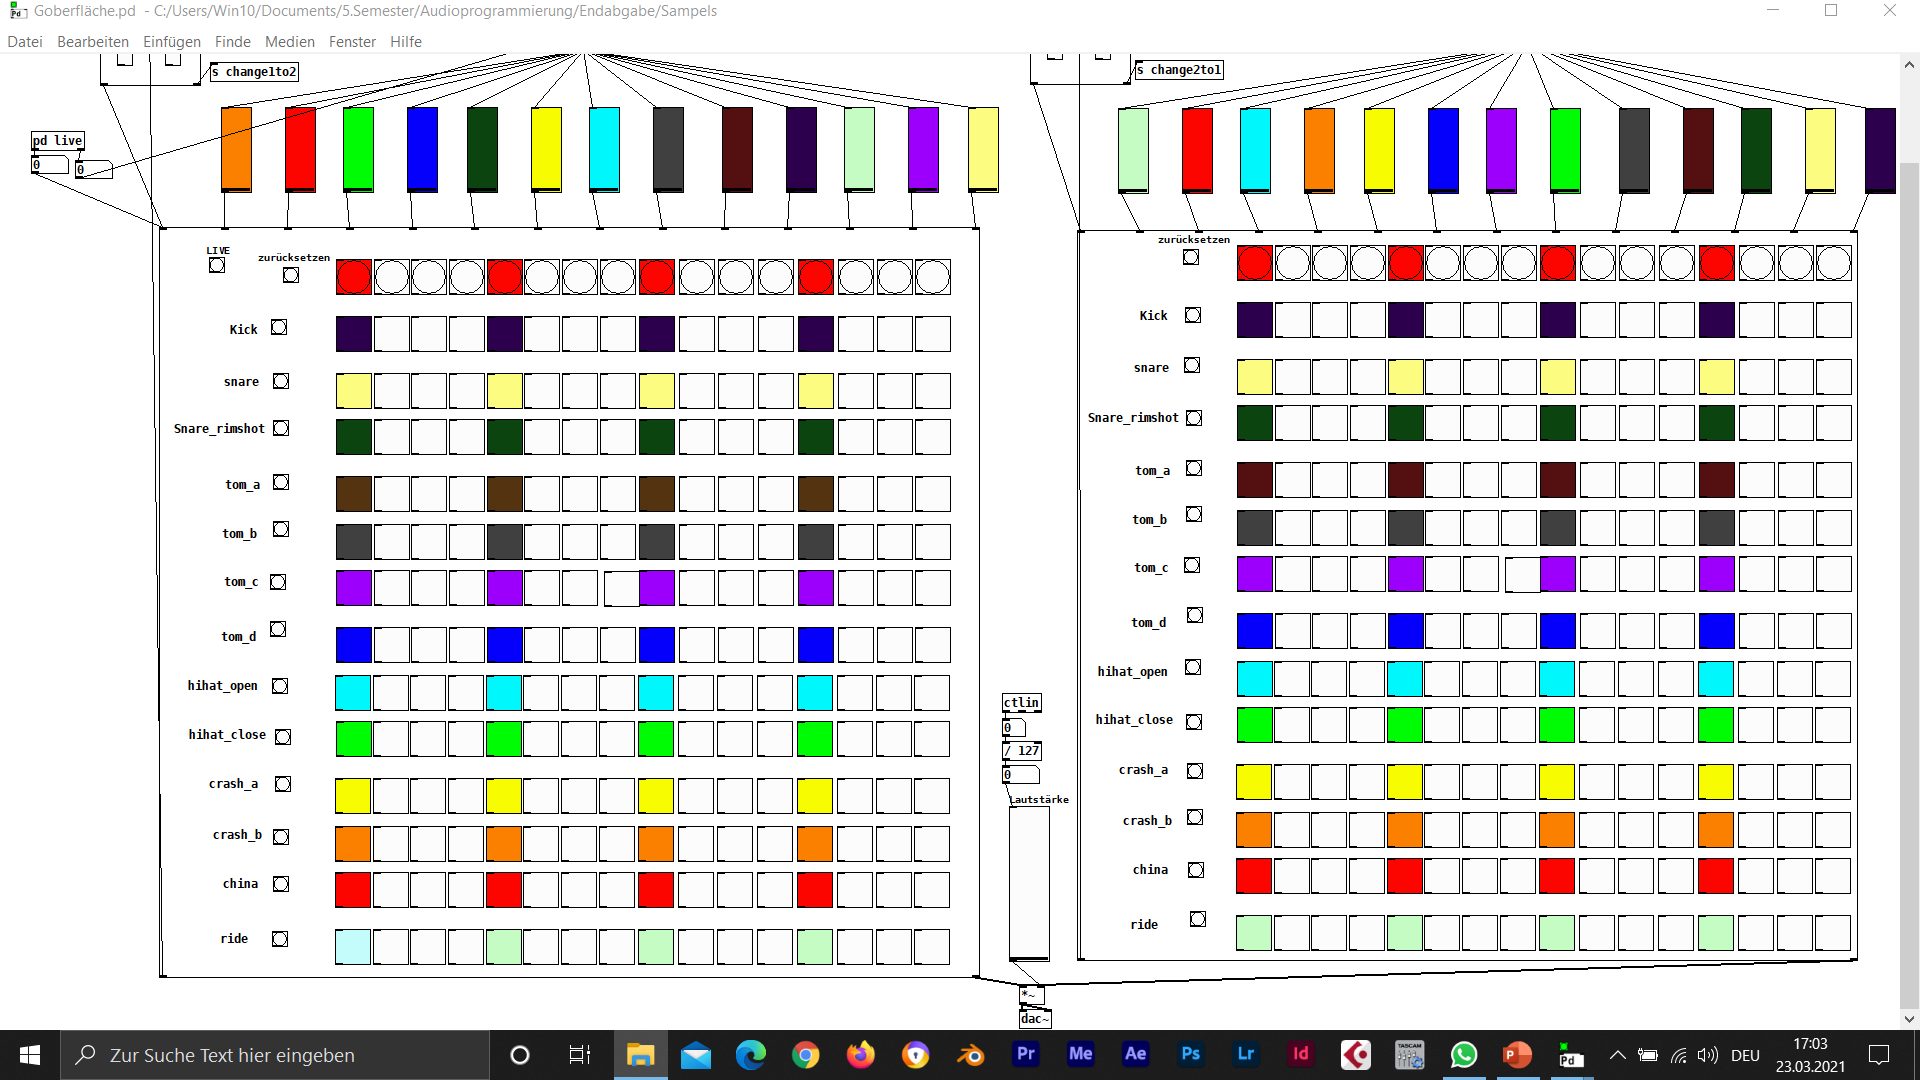 Goberfläche.pd - C:/Users/Win10/Documents/5.Semester/Audioprogrammierung/Endabgabe/Sampels
Datei Bearbeiten Einfügen Finde Medien Fenster Hilfe
s change1to2
s change2to1
pd live
0
0
LIVE
zurücksetzen
Kick
snare
Snare_rimshot
tom_a
tom_b
tom_c
tom_d
hihat_open
hihat_close
crash_a
crash_b
china
ride
ctlin
0
/ 127
0
Lautstärke
*~
dac~
zurücksetzen
Kick
snare
Snare_rimshot
tom_a
tom_b
tom_c
tom_d
hihat_open
hihat_close
crash_a
crash_b
china
ride
Zur Suche Text hier eingeben
Pr Me Ae Ps Lr Id TASCAM P Pd
DEU
17:03
23.03.2021